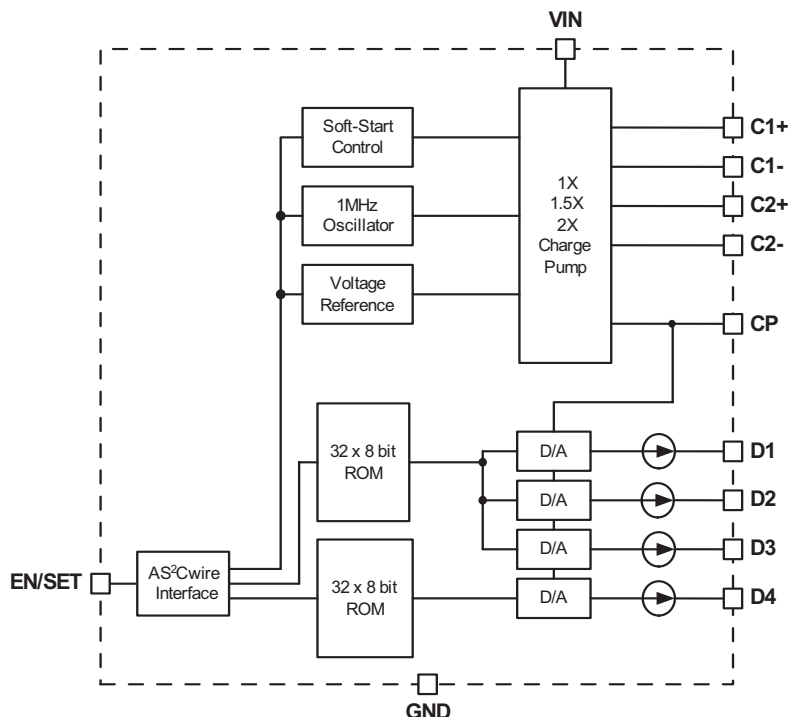 VIN
Soft-Start
Control
1MHz
Oscillator
Voltage
Reference
1X
1.5X
2X
Charge
Pump
C1+
C1-
C2+
C2-
CP
32 x 8 bit
ROM
D/A
D1
D/A
D2
D/A
D3
EN/SET
AS²Cwire
Interface
32 x 8 bit
ROM
D/A
D4
GND